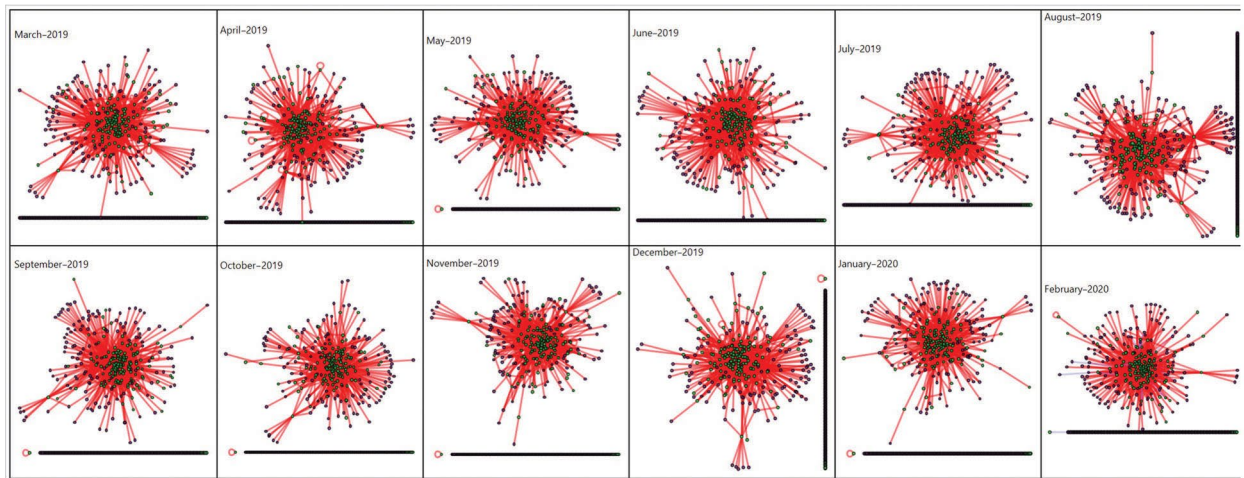 March–2019
April–2019
May–2019
June–2019
July–2019
August–2019
September–2019
October–2019
November–2019
December–2019
January–2020
February–2020